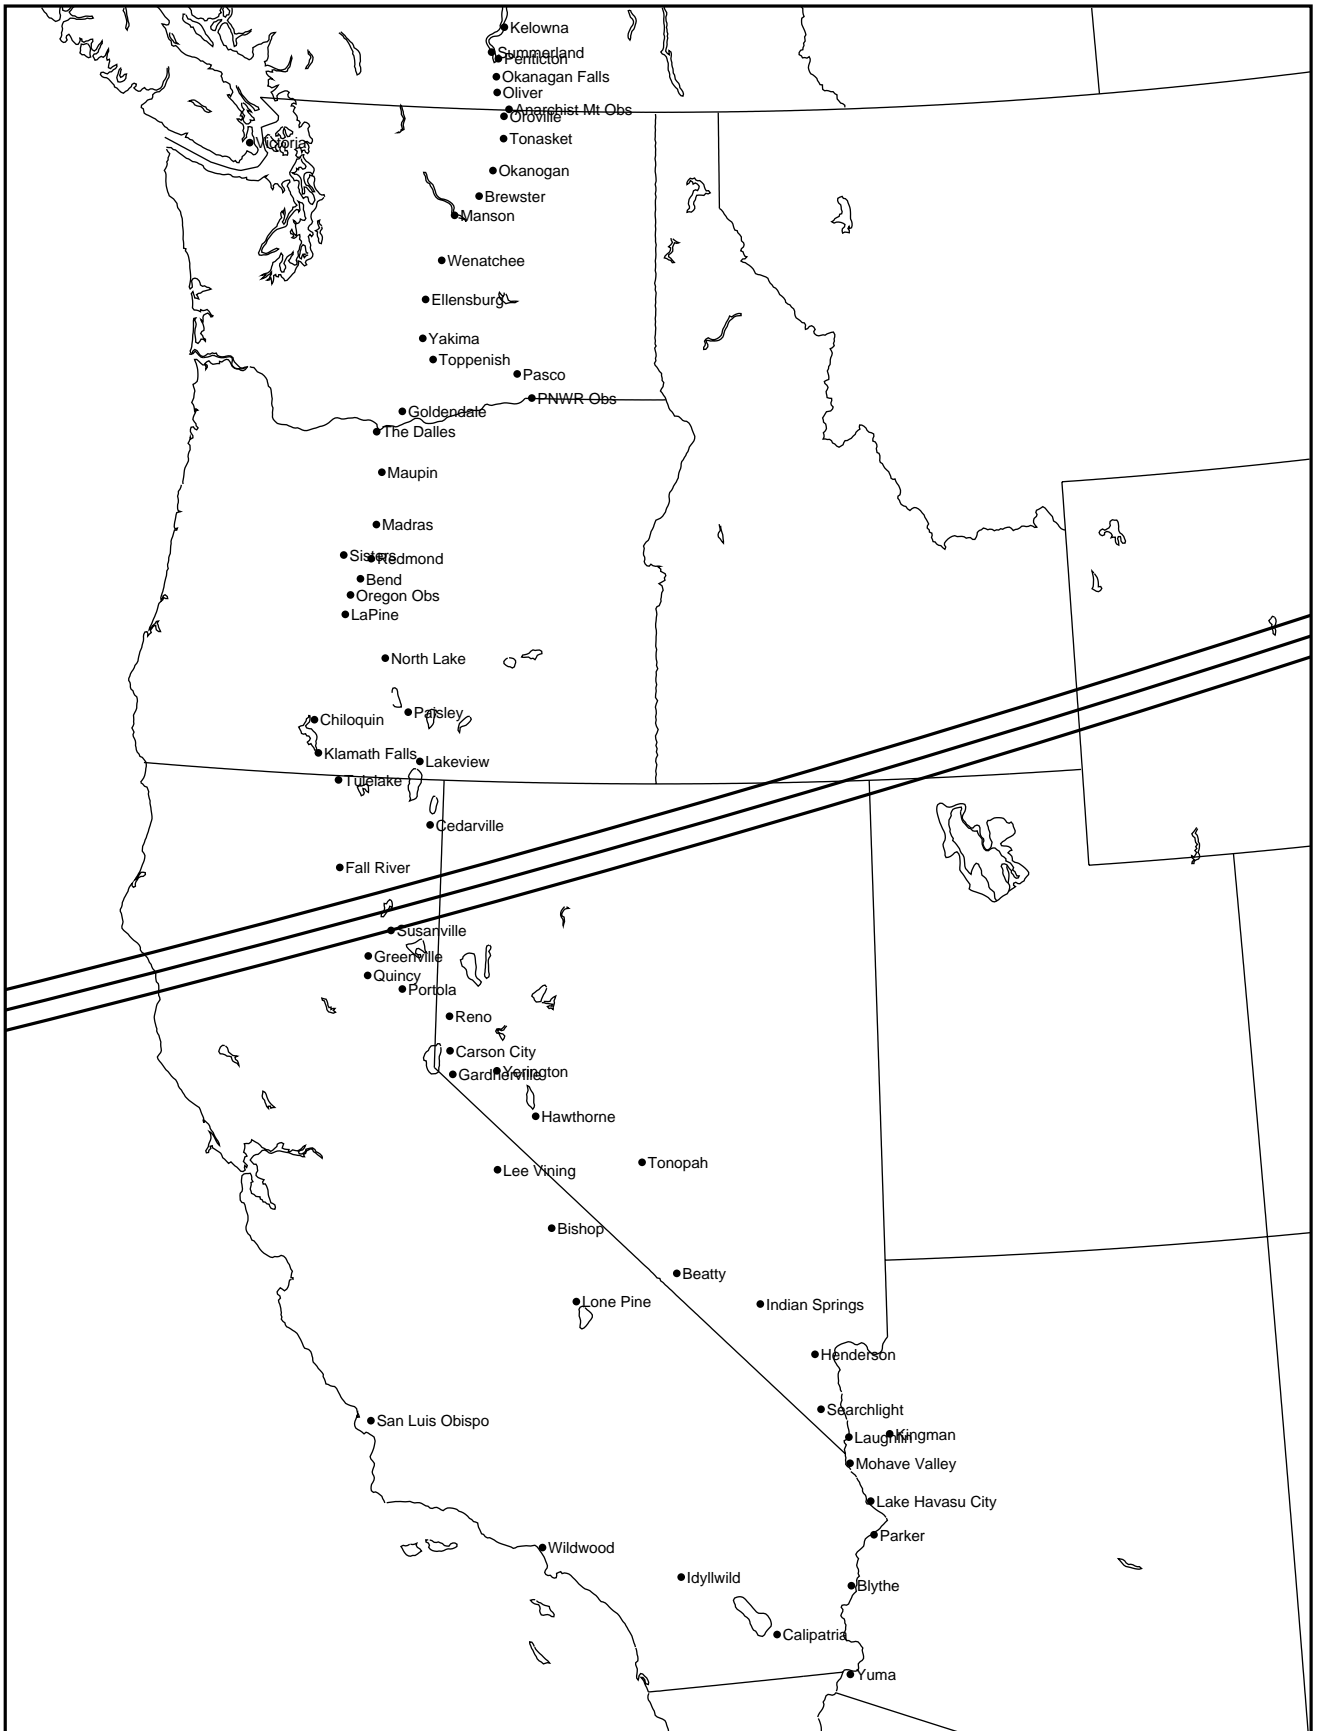 Kelowna
Summerland
Penticton
Okanagan Falls
Oliver
Anarchist Mt Obs
Oroville
Tonasket
Victoria
Okanogan
Brewster
Manson
Wenatchee
Ellensburg
Yakima
Toppenish
Pasco
PNWR Obs
Goldendale
The Dalles
Maupin
Madras
Sisters
Redmond
Bend
Oregon Obs
LaPine
North Lake
Paisley
Chiloquin
Klamath Falls
Lakeview
Tulelake
Cedarville
Fall River
Susanville
Greenville
Quincy
Portola
Reno
Carson City
Yerington
Gardnerville
Hawthorne
Tonopah
Lee Vining
Bishop
Beatty
Lone Pine
Indian Springs
Henderson
Searchlight
San Luis Obispo
Kingman
Laughlin
Mohave Valley
Lake Havasu City
Parker
Wildwood
Idyllwild
Blythe
Calipatria
Yuma